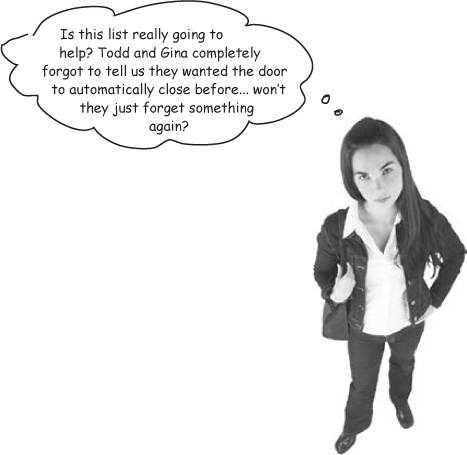 Is this list really going to
help? Todd and Gina completely
forgot to tell us they wanted the door
to automatically close before... won't
they just forget something
again?